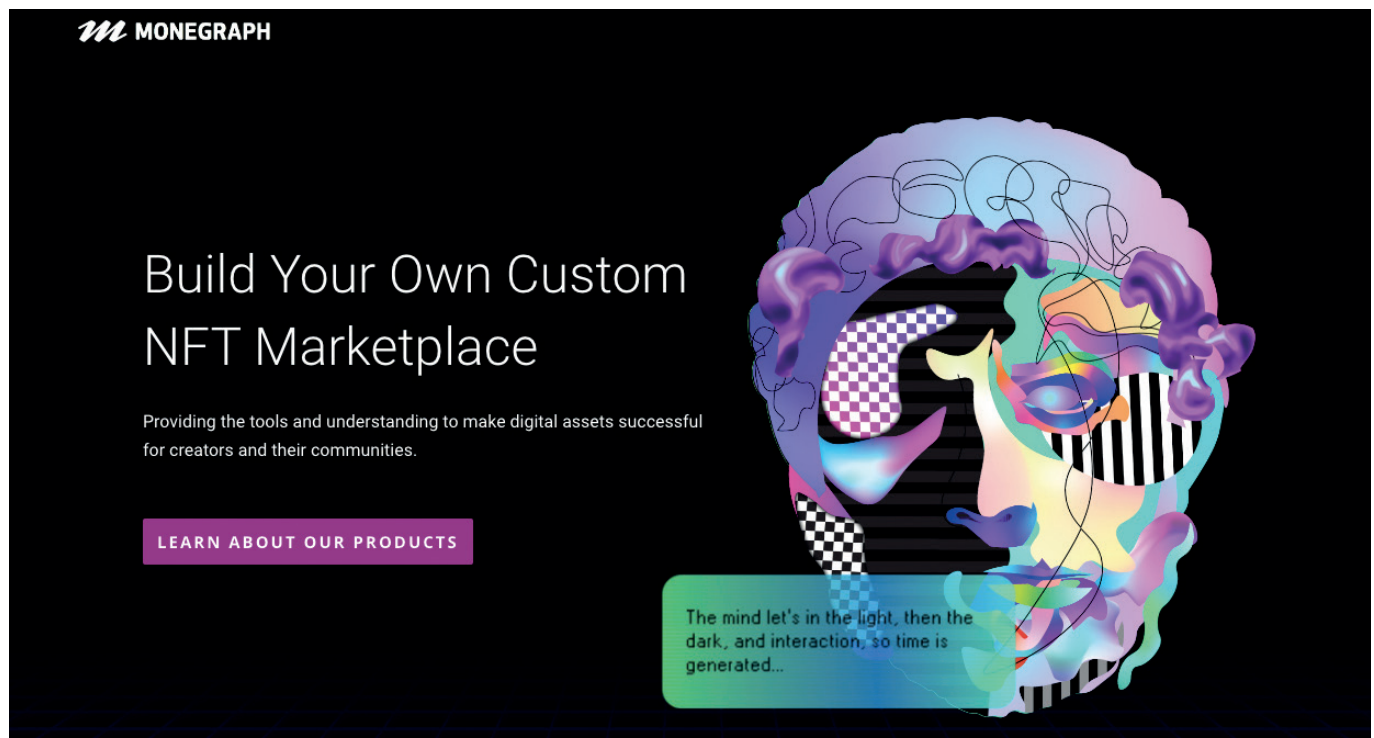 MONEGRAPH
Build Your Own Custom
NFT Marketplace
Providing the tools and understanding to make digital assets successful
for creators and their communities.
LEARN ABOUT OUR PRODUCTS
The mind let's in the light, then the
dark, and interaction, so time is
generated...